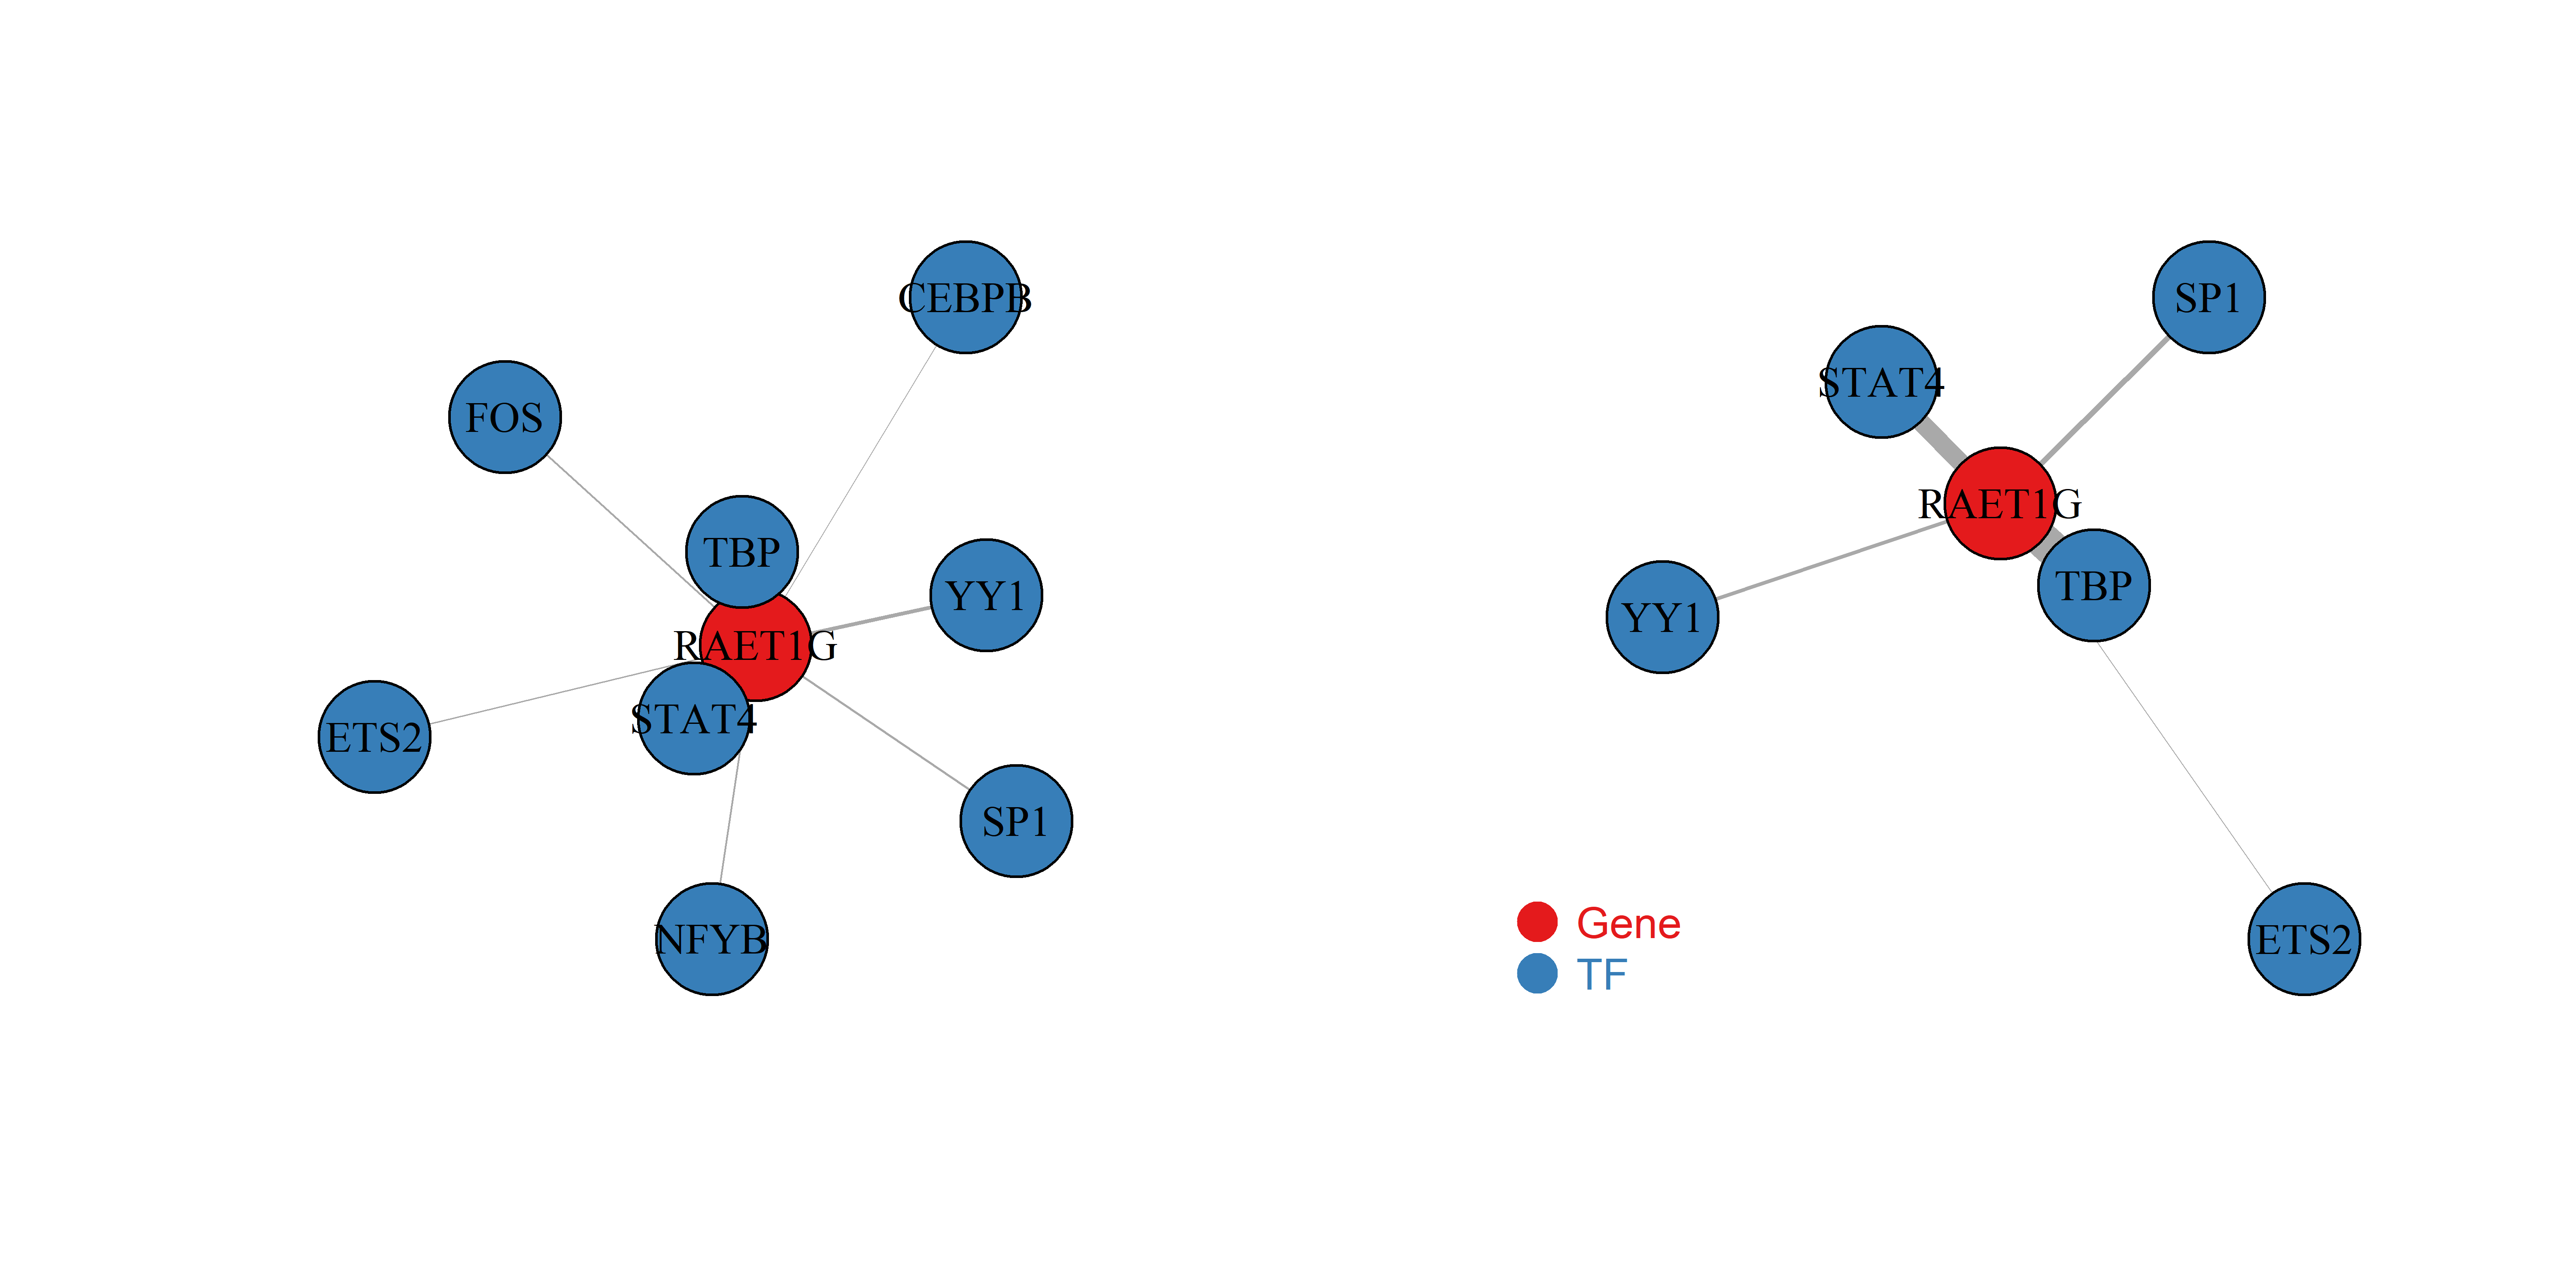 CEBPB
FOS
TBP
YY1
RAET1G
STAT4
ETS2
SP1
NFYB
SP1
STAT4
RAET1G
TBP
YY1
ETS2
Gene
TF